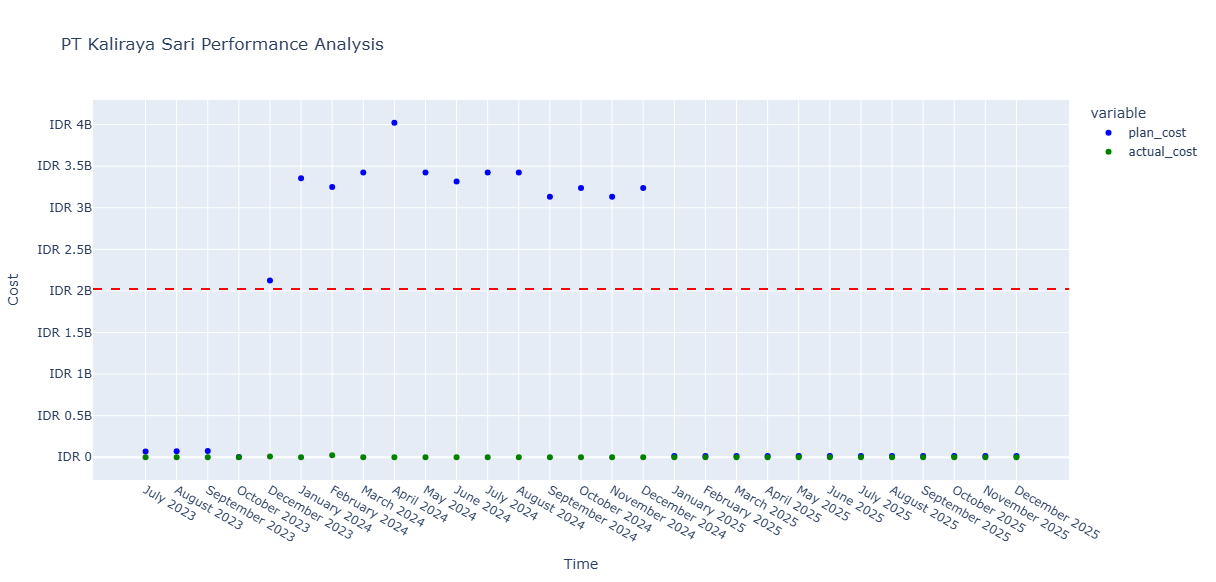 PT Kaliraya Sari Performance Analysis
variable
plan_cost
actual_cost
Cost
IDR 4B
IDR 3.5B
IDR 3B
IDR 2.5B
IDR 2B
IDR 1.5B
IDR 1B
IDR 0.5B
IDR 0
July 2023
August 2023
September 2023
October 2023
December 2023
January 2024
February 2024
March 2024
April 2024
May 2024
June 2024
July 2024
August 2024
September 2024
October 2024
November 2024
December 2024
January 2025
February 2025
March 2025
April 2025
May 2025
June 2025
July 2025
August 2025
September 2025
October 2025
November 2025
December 2025
Time